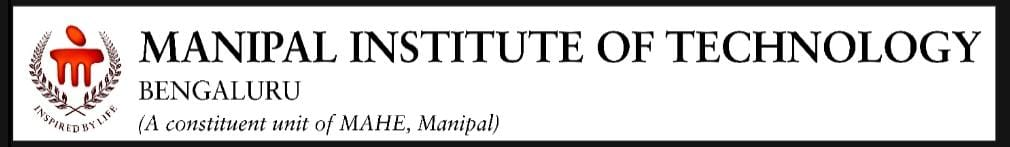 MANIPAL INSTITUTE OF TECHNOLOGY
BENGALURU
(A constituent unit of MAHE, Manipal)
INSPIRED BY LIFE